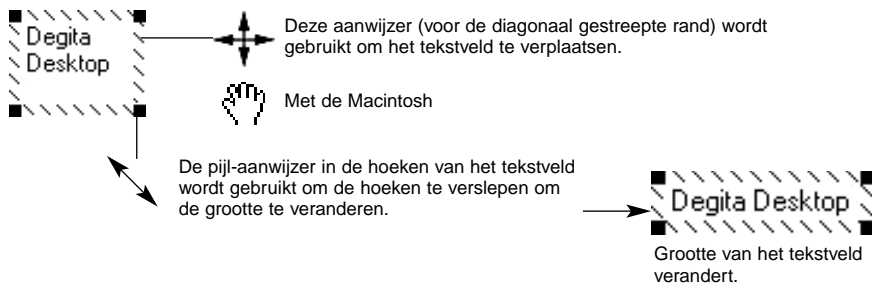 Degita
Desktop
Deze aanwijzer (voor de diagonaal gestreepte rand) wordt
gebruikt om het tekstveld te verplaatsen.
Met de Macintosh
De pijl-aanwijzer in de hoeken van het tekstveld
wordt gebruikt om de hoeken te verslepen om
de grootte te veranderen.
Degita Desktop
Grootte van het tekstveld
verandert.